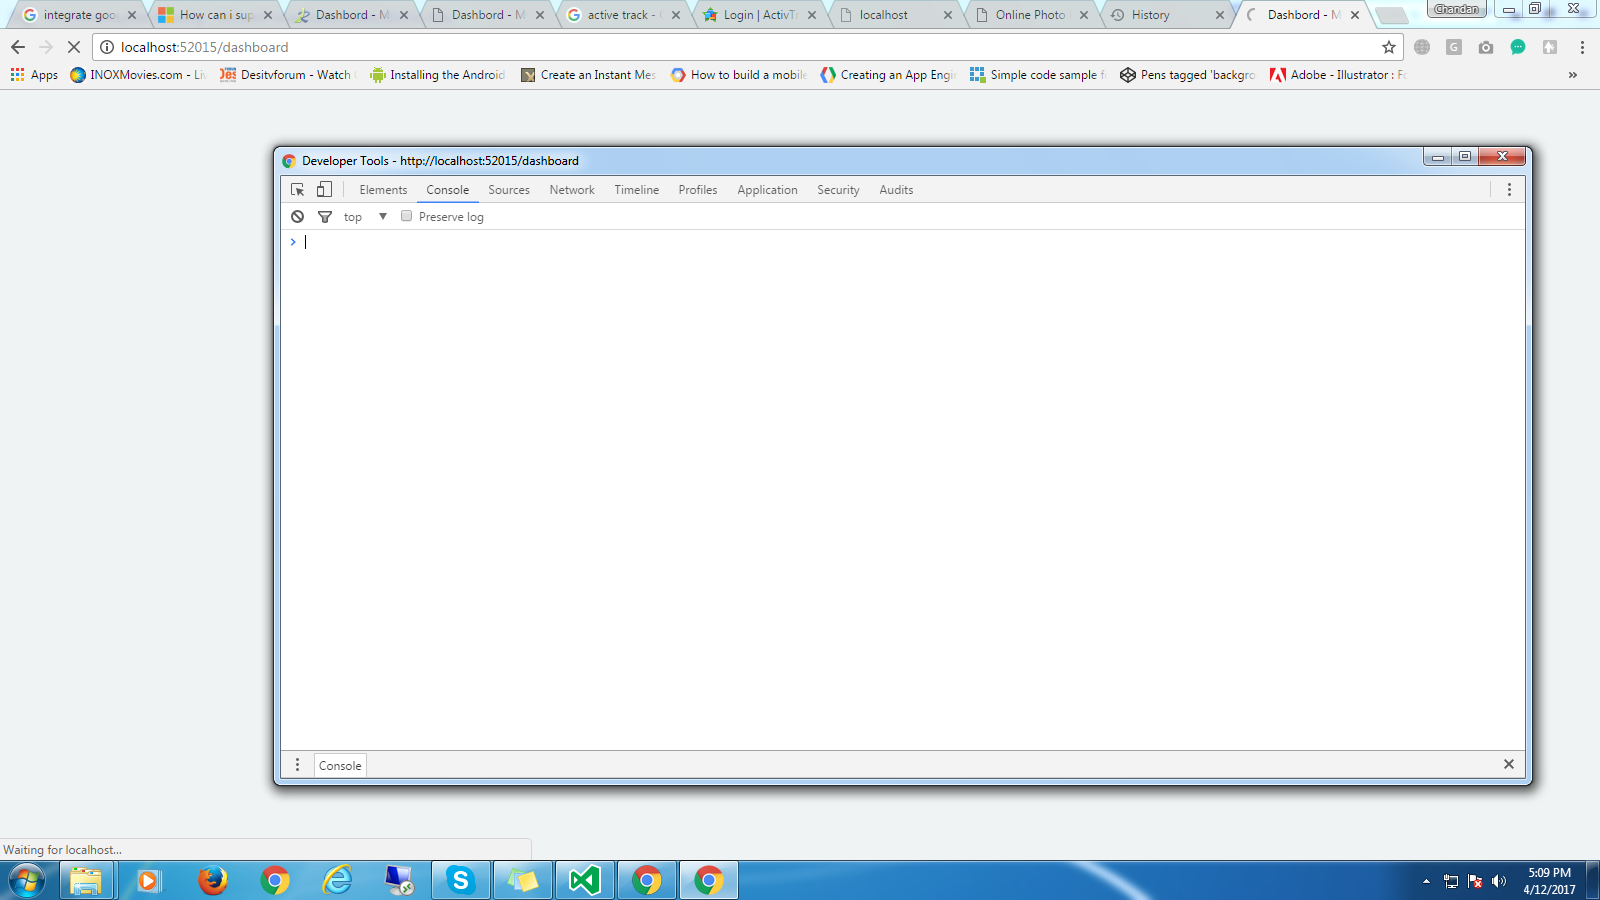 integrate goo
How can i sup
Dashbord - M
Dashbord - M
active track -
Login | ActivTr
localhost
Online Photo
History
Dashbord - M
Chandan
localhost:52015/dashboard
Apps
INOXMovies.com - Li
Desitvforum - Watch
Installing the Android
Create an Instant Mes
How to build a mobile
Creating an App Engi
Simple code sample f
Pens tagged 'backgro
Adobe - Illustrator : Fo
»
Developer Tools - http://localhost:52015/dashboard
Elements Console Sources Network Timeline Profiles Application Security Audits
top Preserve log
Console
Waiting for localhost...
5:09 PM
4/12/2017